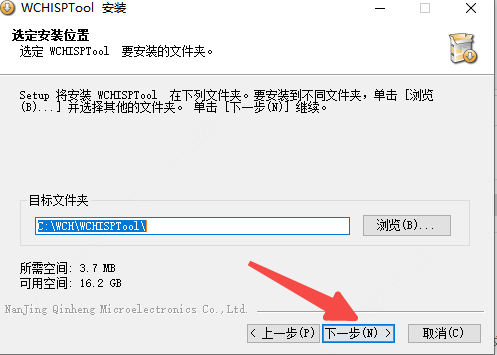 WCHISPTool 安装
选定安装位置
选定 WCHISPTool 要安装的文件夹。
Setup 将安装 WCHISPTool 在下列文件夹。要安装到不同文件夹，单击 [浏览
(B)...] 并选择其他的文件夹。 单击 [下一步(N)] 继续。
目标文件夹
C:\WCH\WCHISPTool\
浏览(B)...
所需空间: 3.7 MB
可用空间: 16.2 GB
NanJing Qinheng Microelectronics Co.,Ltd.
< 上一步(P) 下一步(N) > 取消(C)